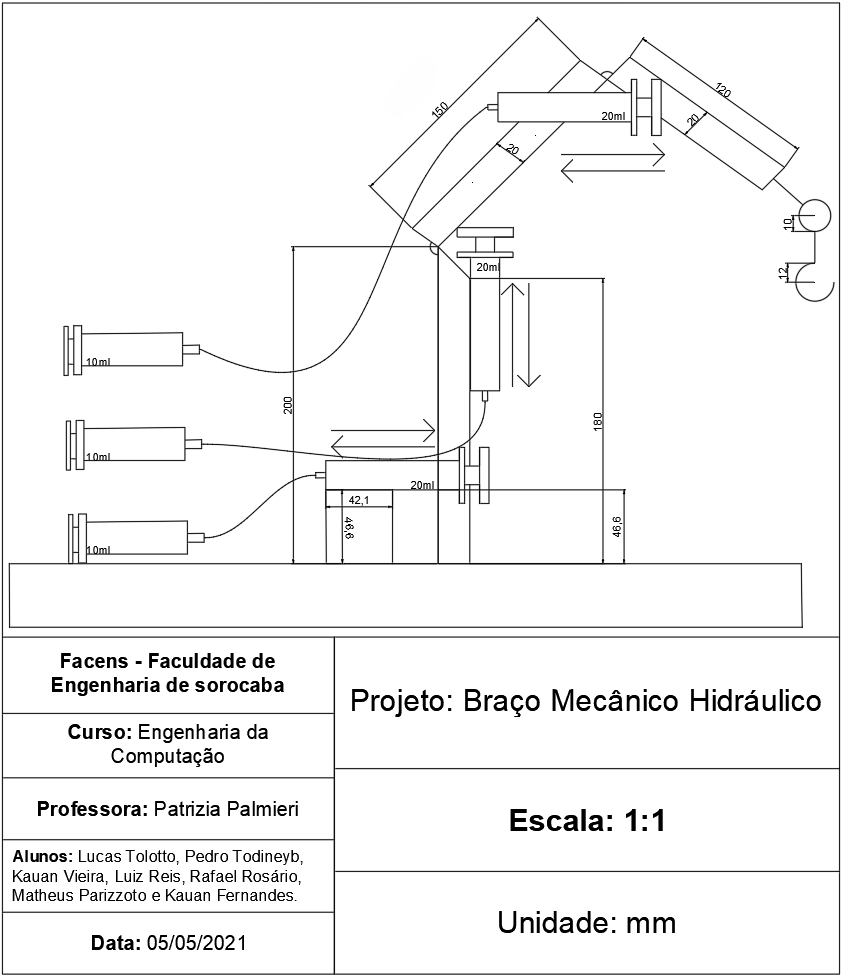 150
120
20ml
20
20
10
12
20ml
10ml
200
180
10ml
20ml
42,1
46,6
46,6
10ml
Facens - Faculdade de
Engenharia de sorocaba
Curso: Engenharia da
Computação
Professora: Patrizia Palmieri
Alunos: Lucas Tolotto, Pedro Todineyb,
Kauan Vieira, Luiz Reis, Rafael Rosário,
Matheus Parizzoto e Kauan Fernandes.
Data: 05/05/2021
Projeto: Braço Mecânico Hidráulico
Escala: 1:1
Unidade: mm